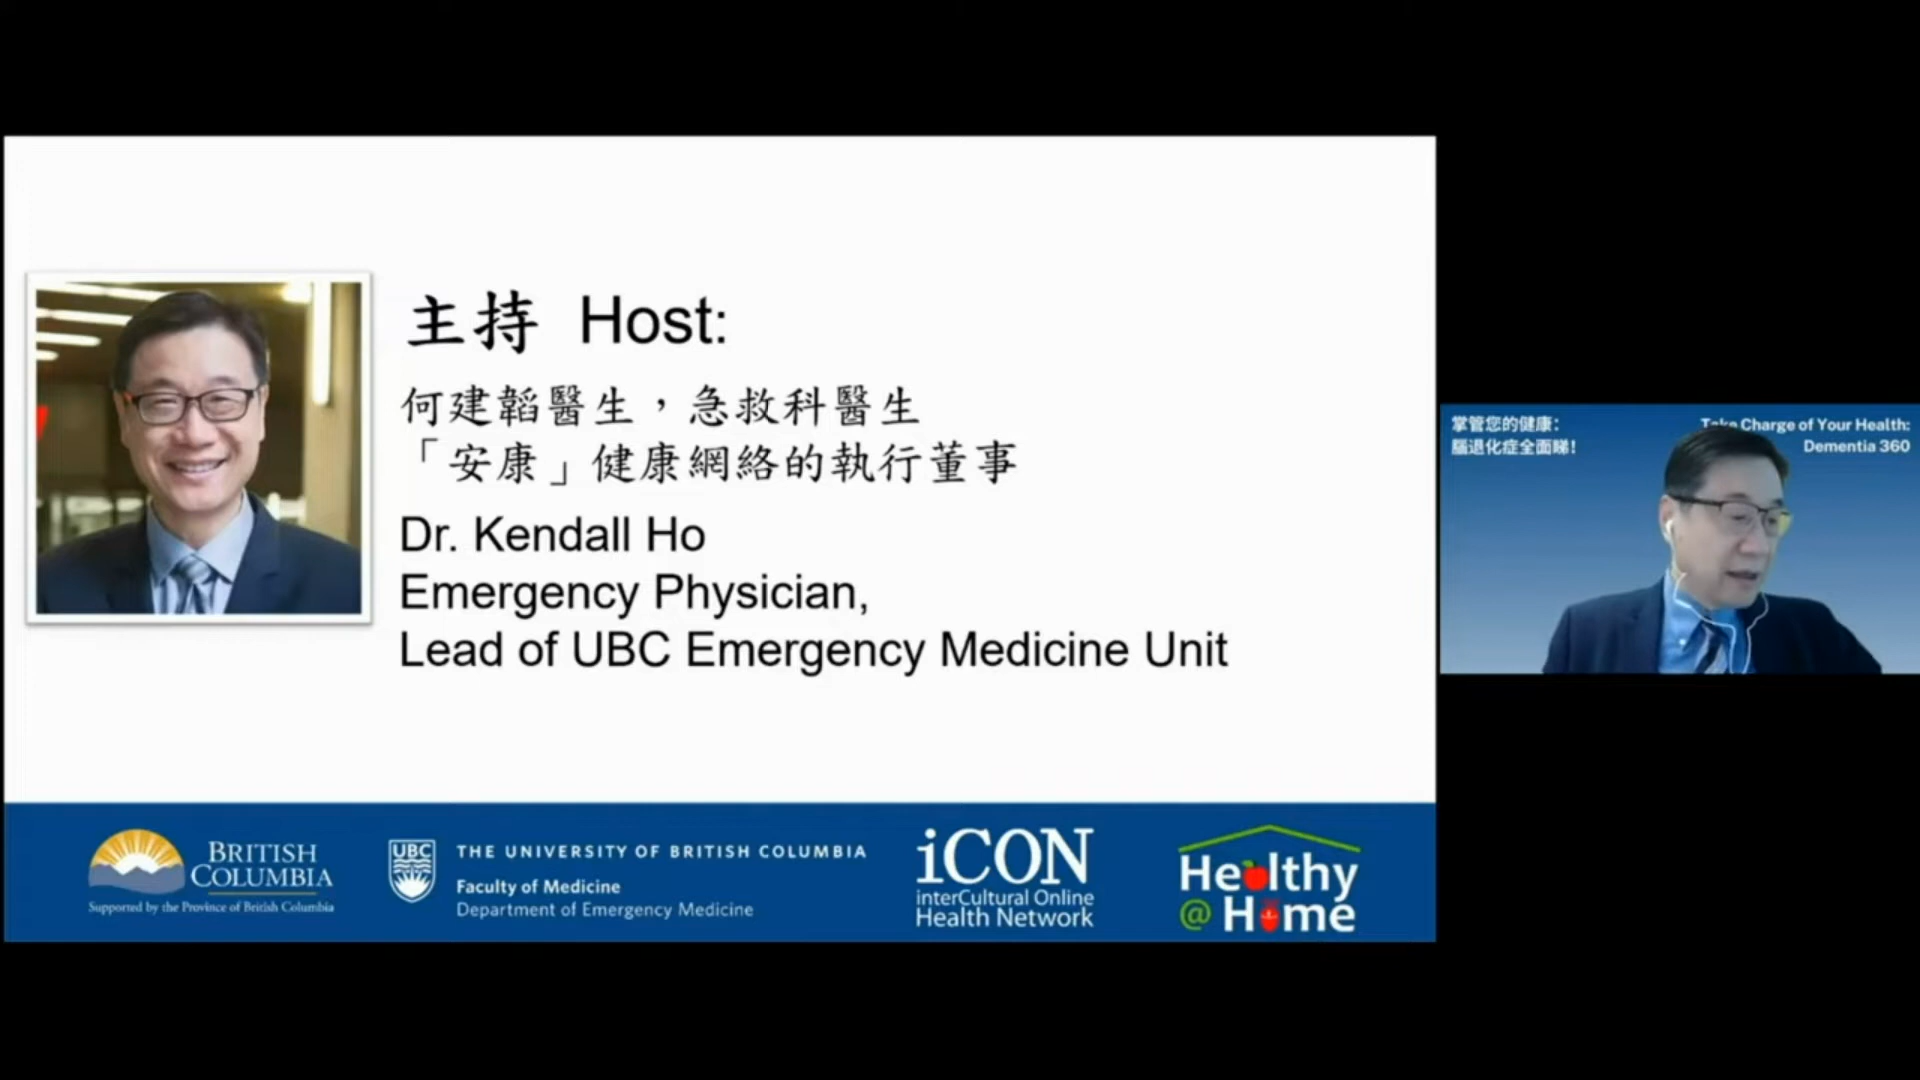 主持 Host:
何建韜醫生，急救科醫生
「安康」健康網絡的執行董事
Dr. Kendall Ho
Emergency Physician,
Lead of UBC Emergency Medicine Unit
BRITISH
COLUMBIA
Supported by the Province of British Columbia
UBC
THE UNIVERSITY OF BRITISH COLUMBIA
Faculty of Medicine
Department of Emergency Medicine
iCON
interCultural Online
Health Network
Healthy
@ Home
掌管您的健康：
腦退化症全面睇！
Take Charge of Your Health:
Dementia 360